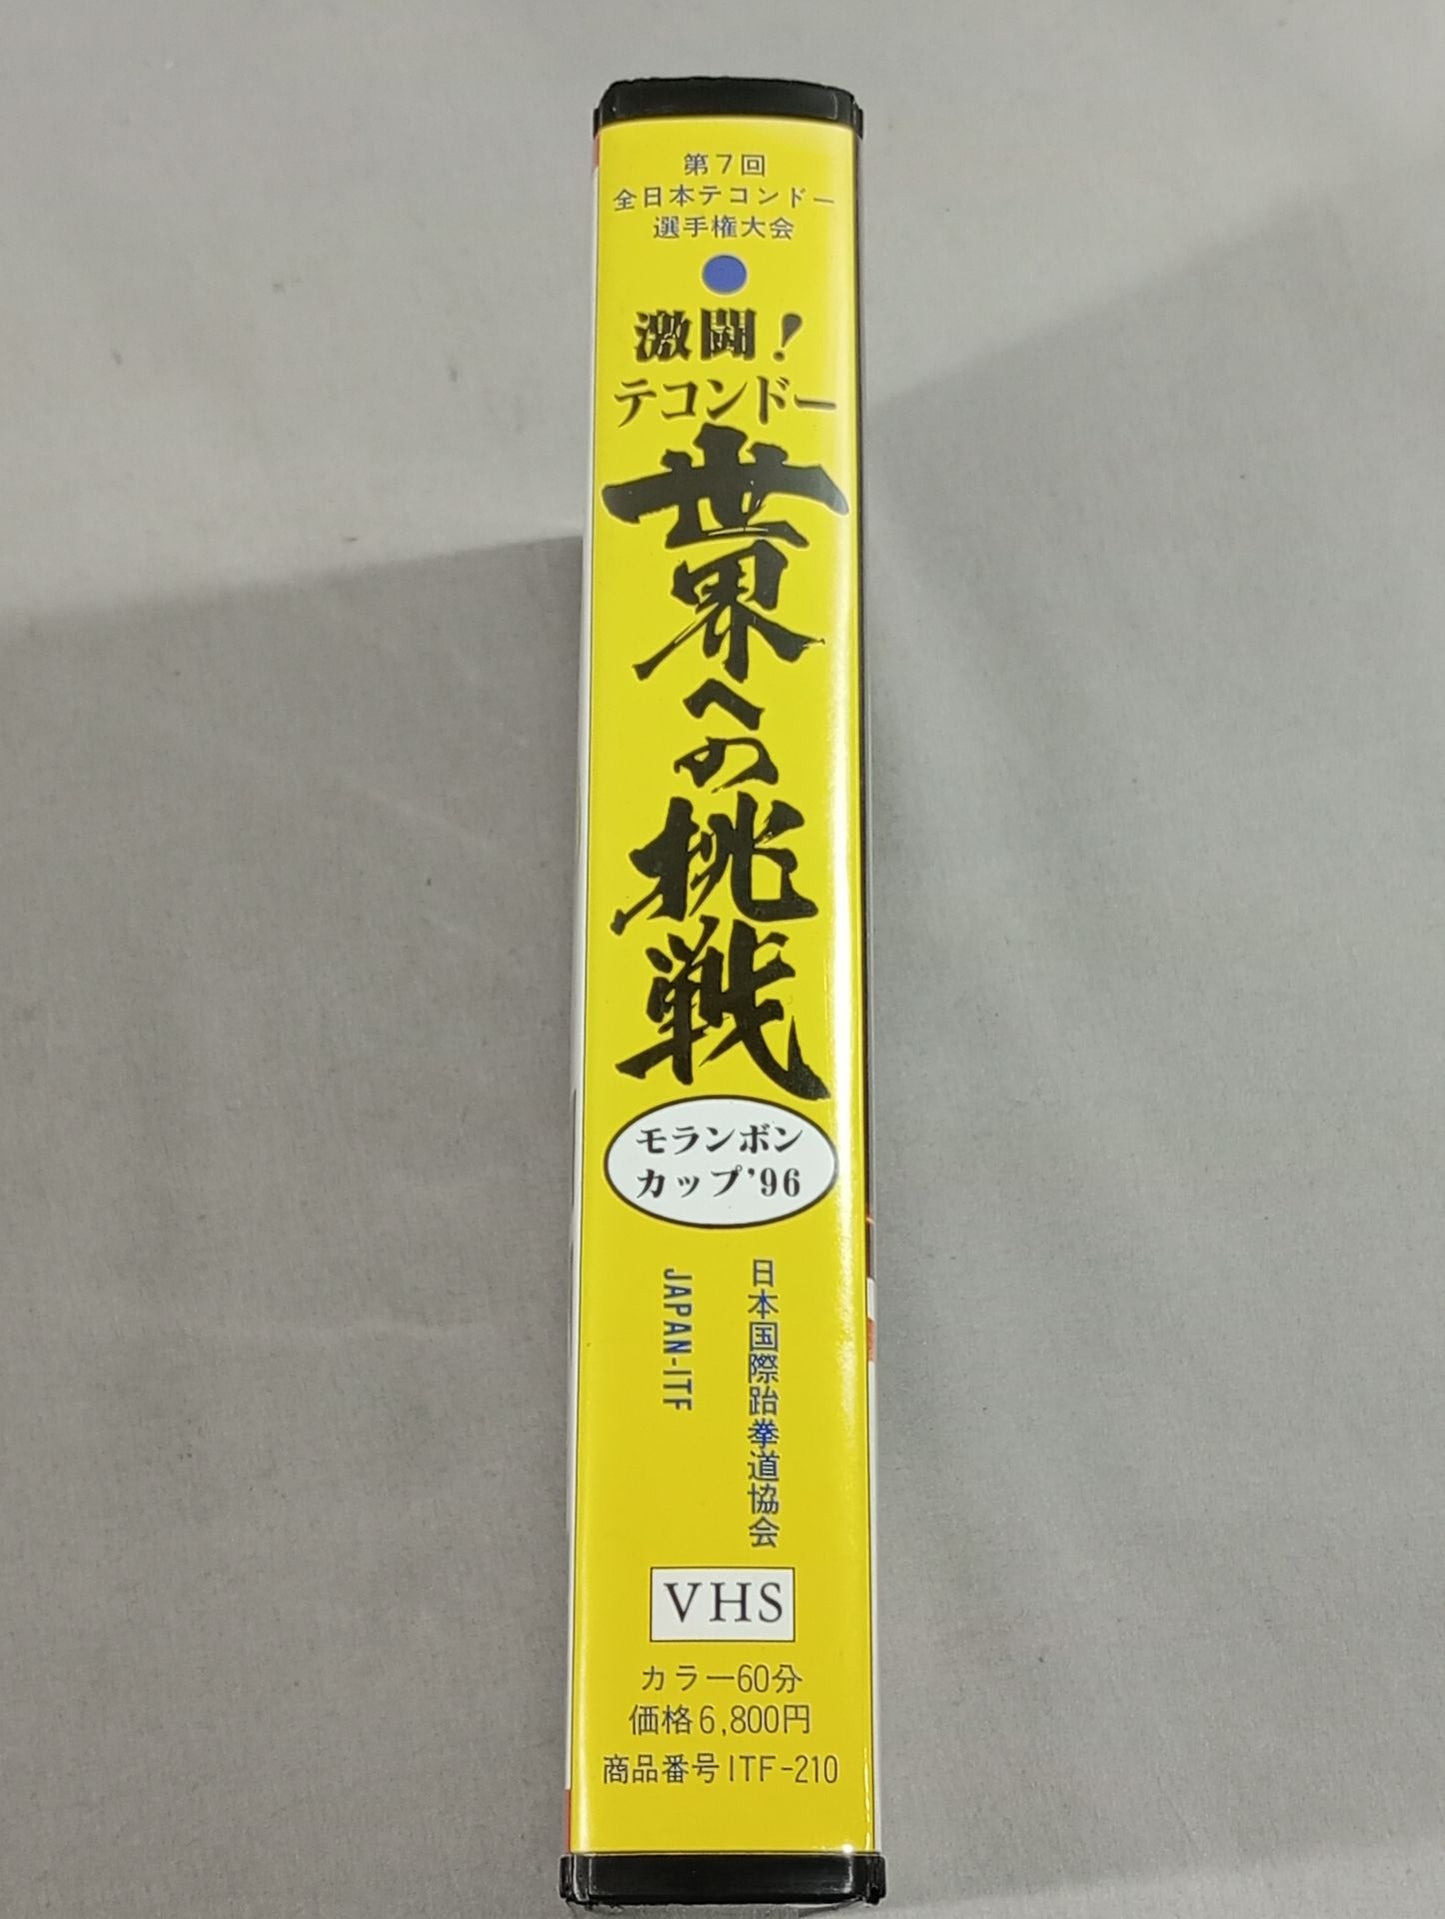 第7回
全日本テコンドー
選手権大会
激闘!
テコンドー
世界への挑戦
モランボン
カップ'96
日本国際跆拳道協会
JAPAN-ITF
VHS
カラー60分
価格6,800円
商品番号ITF-210